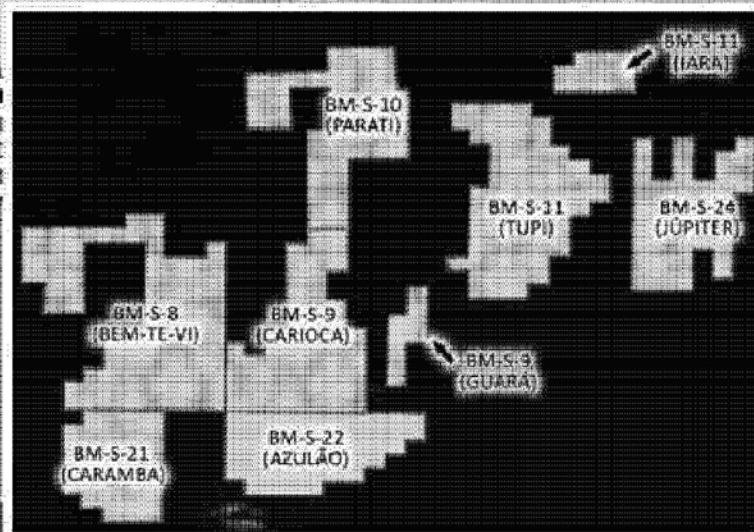 BM-S-11
(IARA)
BM-S-10
(PARATI)
BM-S-11
(TUPI)
BM-S-24
(JÚPITER)
BM-S-8
(BEM-TE-VI)
BM-S-9
(CARIOCA)
BM-S-9
(GUARÁ)
BM-S-21
(CARAMBA)
BM-S-22
(AZULÃO)